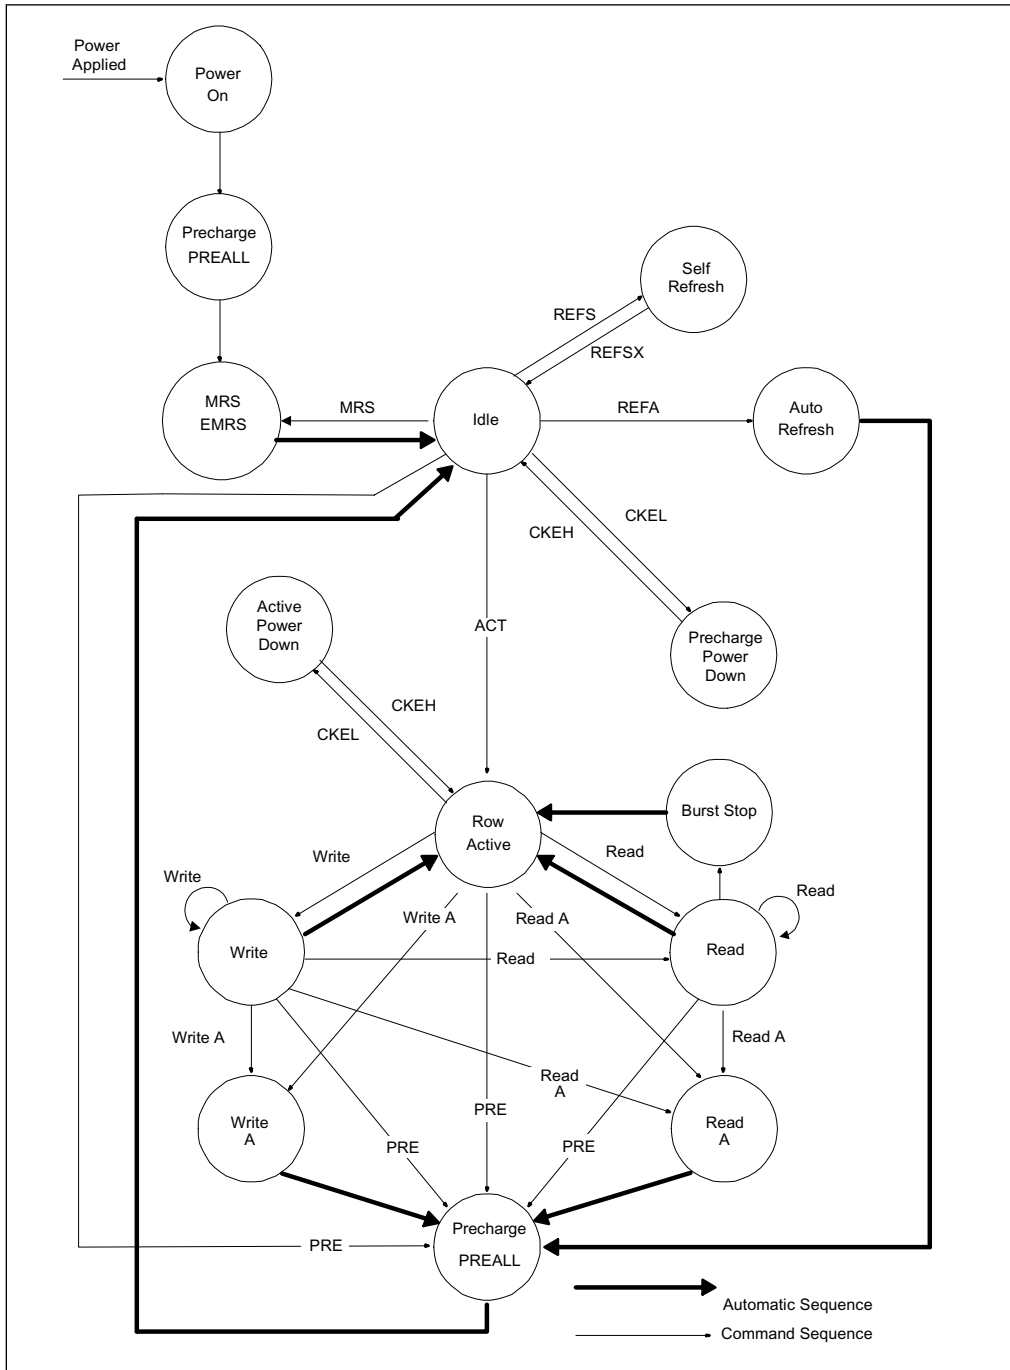 Power
Applied
Power
On
Precharge
PREALL
Self
Refresh
REFS
REFSX
MRS
EMRS
MRS
Idle
REFA
Auto
Refresh
CKEL
CKEH
Active
Power
Down
ACT
Precharge
Power
Down
CKEH
CKEL
Burst Stop
Row
Active
Write
Read
Write
Read
Write A
Read A
Write
Read
Read
Write A
Read A
Read
A
Write
A
PRE
Read
A
PRE
PRE
Precharge
PREALL
PRE
Automatic Sequence
Command Sequence